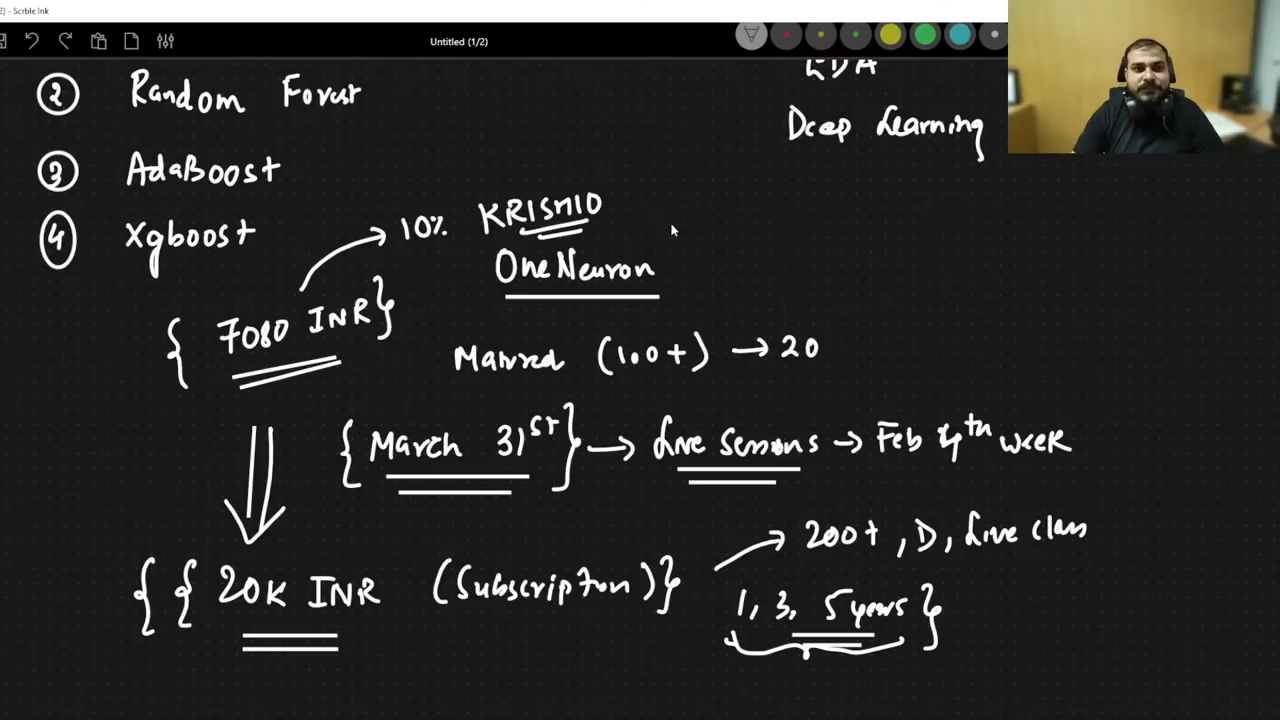 2) - Scrble Ink
Untitled (1/2)
EDA
② Random Forest
Deep Learning
③ AdaBoost
④ Xgboost
10% KRISH10
OneNeuron
{ 7080 INR }
(100+) → 20
{ March 31st } → Live Sessions → Feb 4th week
200+, D, Live class
{ { 20K INR (Subscription) }
1, 3, 5 years }